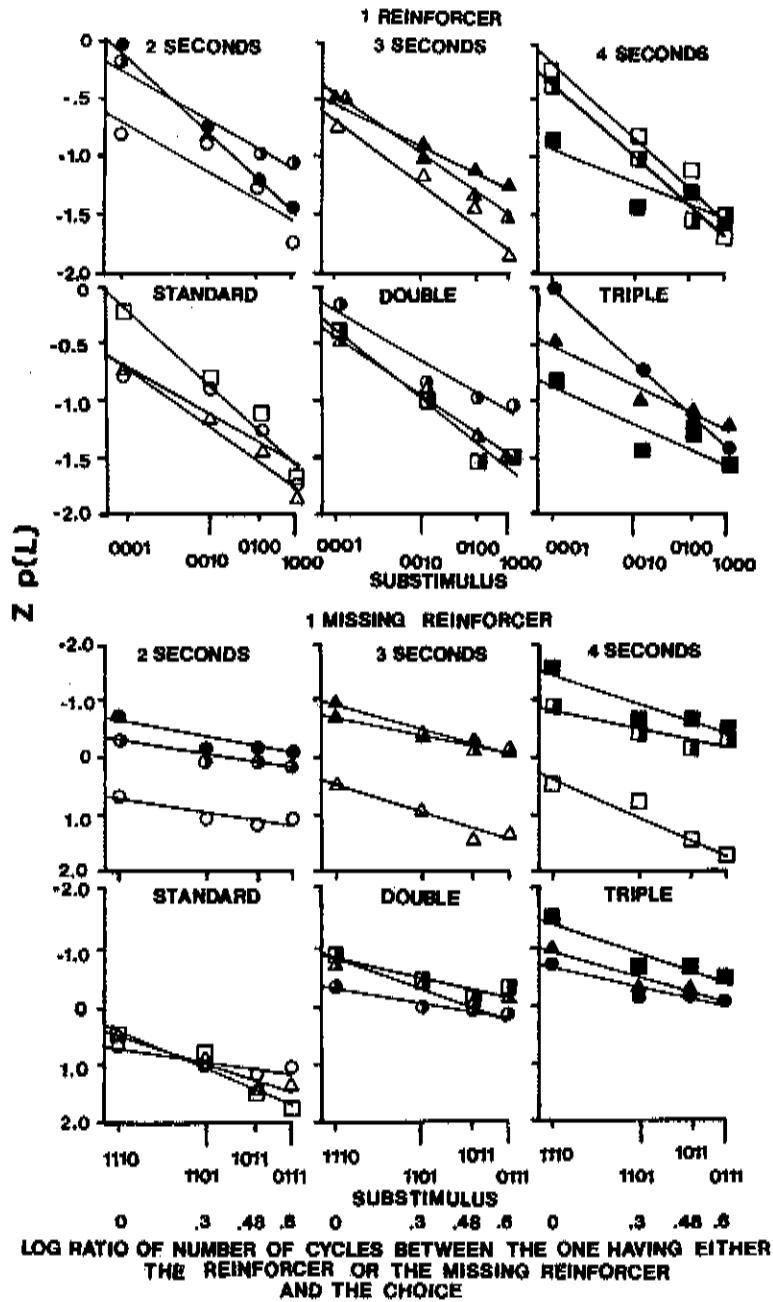 1 REINFORCER
2 SECONDS 3 SECONDS 4 SECONDS
0
-.5
-1.0
-1.5
-2.0
STANDARD DOUBLE TRIPLE
0
-0.5
-1.0
-1.5
-2.0
0001 0010 0100 1000 0001 0010 0100 1000 0001 0010 0100 1000
SUBSTIMULUS
Z p(L)
1 MISSING REINFORCER
2 SECONDS 3 SECONDS 4 SECONDS
-2.0
-1.0
0
1.0
2.0
STANDARD DOUBLE TRIPLE
-2.0
-1.0
0
1.0
2.0
1110 1101 1011 0111 1110 1101 1011 0111 1110 1101 1011 0111
SUBSTIMULUS
0 .3 .48 .6 0 .3 .48 .6 0 .3 .48 .6
LOG RATIO OF NUMBER OF CYCLES BETWEEN THE ONE HAVING EITHER
THE REINFORCER OR THE MISSING REINFORCER
AND THE CHOICE